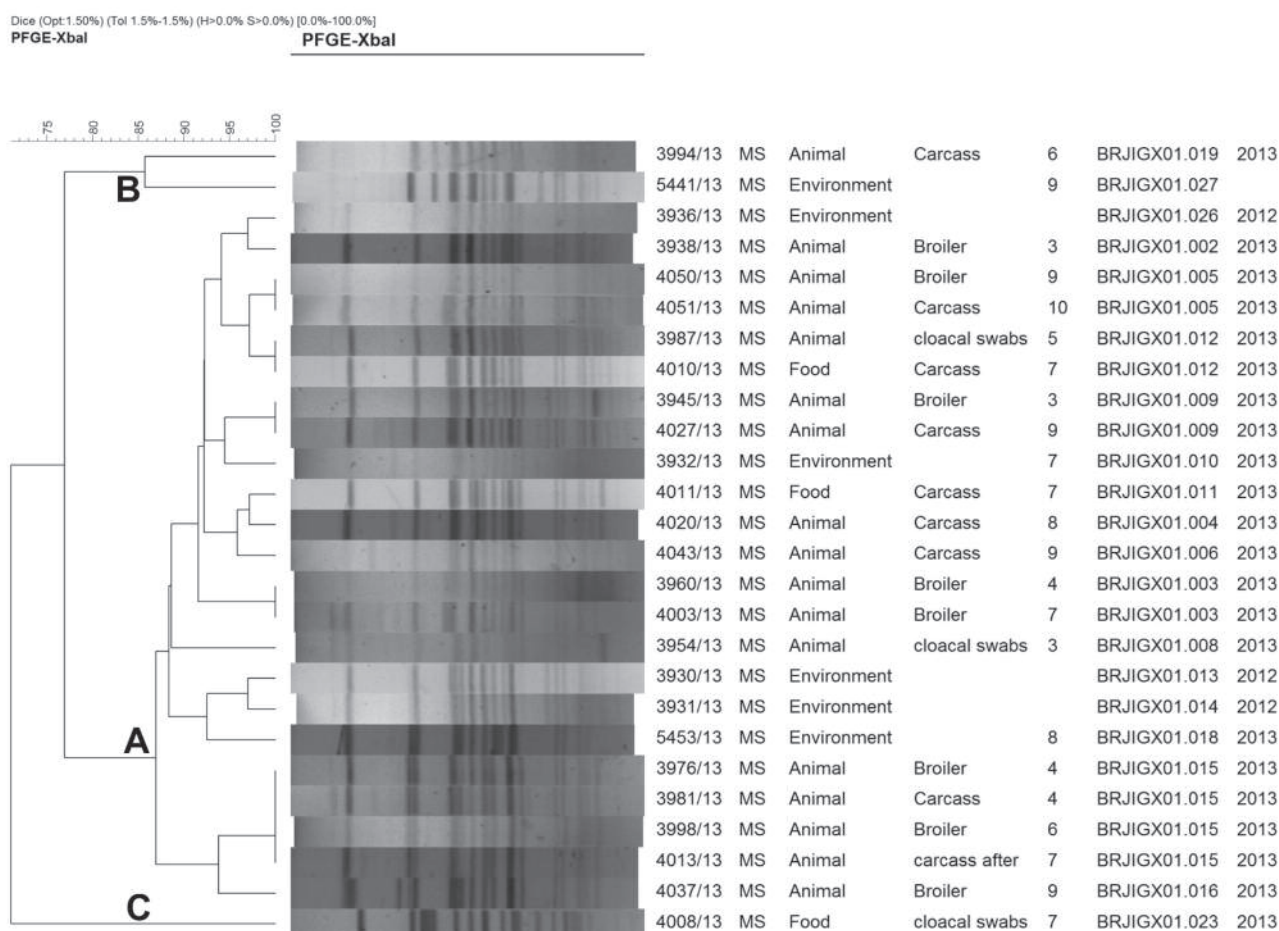 Dice (Opt:1.50%) (Tol 1.5%-1.5%) (H>0.0% S>0.0%) [0.0%-100.0%]
PFGE-XbaI PFGE-XbaI
75 80 85 90 95 100
3994/13 MS Animal Carcass 6 BRJIGX01.019 2013
B
5441/13 MS Environment 9 BRJIGX01.027
3936/13 MS Environment BRJIGX01.026 2012
3938/13 MS Animal Broiler 3 BRJIGX01.002 2013
4050/13 MS Animal Broiler 9 BRJIGX01.005 2013
4051/13 MS Animal Carcass 10 BRJIGX01.005 2013
3987/13 MS Animal cloacal swabs 5 BRJIGX01.012 2013
4010/13 MS Food Carcass 7 BRJIGX01.012 2013
3945/13 MS Animal Broiler 3 BRJIGX01.009 2013
4027/13 MS Animal Carcass 9 BRJIGX01.009 2013
3932/13 MS Environment 7 BRJIGX01.010 2013
4011/13 MS Food Carcass 7 BRJIGX01.011 2013
4020/13 MS Animal Carcass 8 BRJIGX01.004 2013
4043/13 MS Animal Carcass 9 BRJIGX01.006 2013
3960/13 MS Animal Broiler 4 BRJIGX01.003 2013
4003/13 MS Animal Broiler 7 BRJIGX01.003 2013
3954/13 MS Animal cloacal swabs 3 BRJIGX01.008 2013
3930/13 MS Environment BRJIGX01.013 2012
3931/13 MS Environment BRJIGX01.014 2012
A
5453/13 MS Environment 8 BRJIGX01.018 2013
3976/13 MS Animal Broiler 4 BRJIGX01.015 2013
3981/13 MS Animal Carcass 4 BRJIGX01.015 2013
3998/13 MS Animal Broiler 6 BRJIGX01.015 2013
4013/13 MS Animal carcass after 7 BRJIGX01.015 2013
4037/13 MS Animal Broiler 9 BRJIGX01.016 2013
C
4008/13 MS Food cloacal swabs 7 BRJIGX01.023 2013